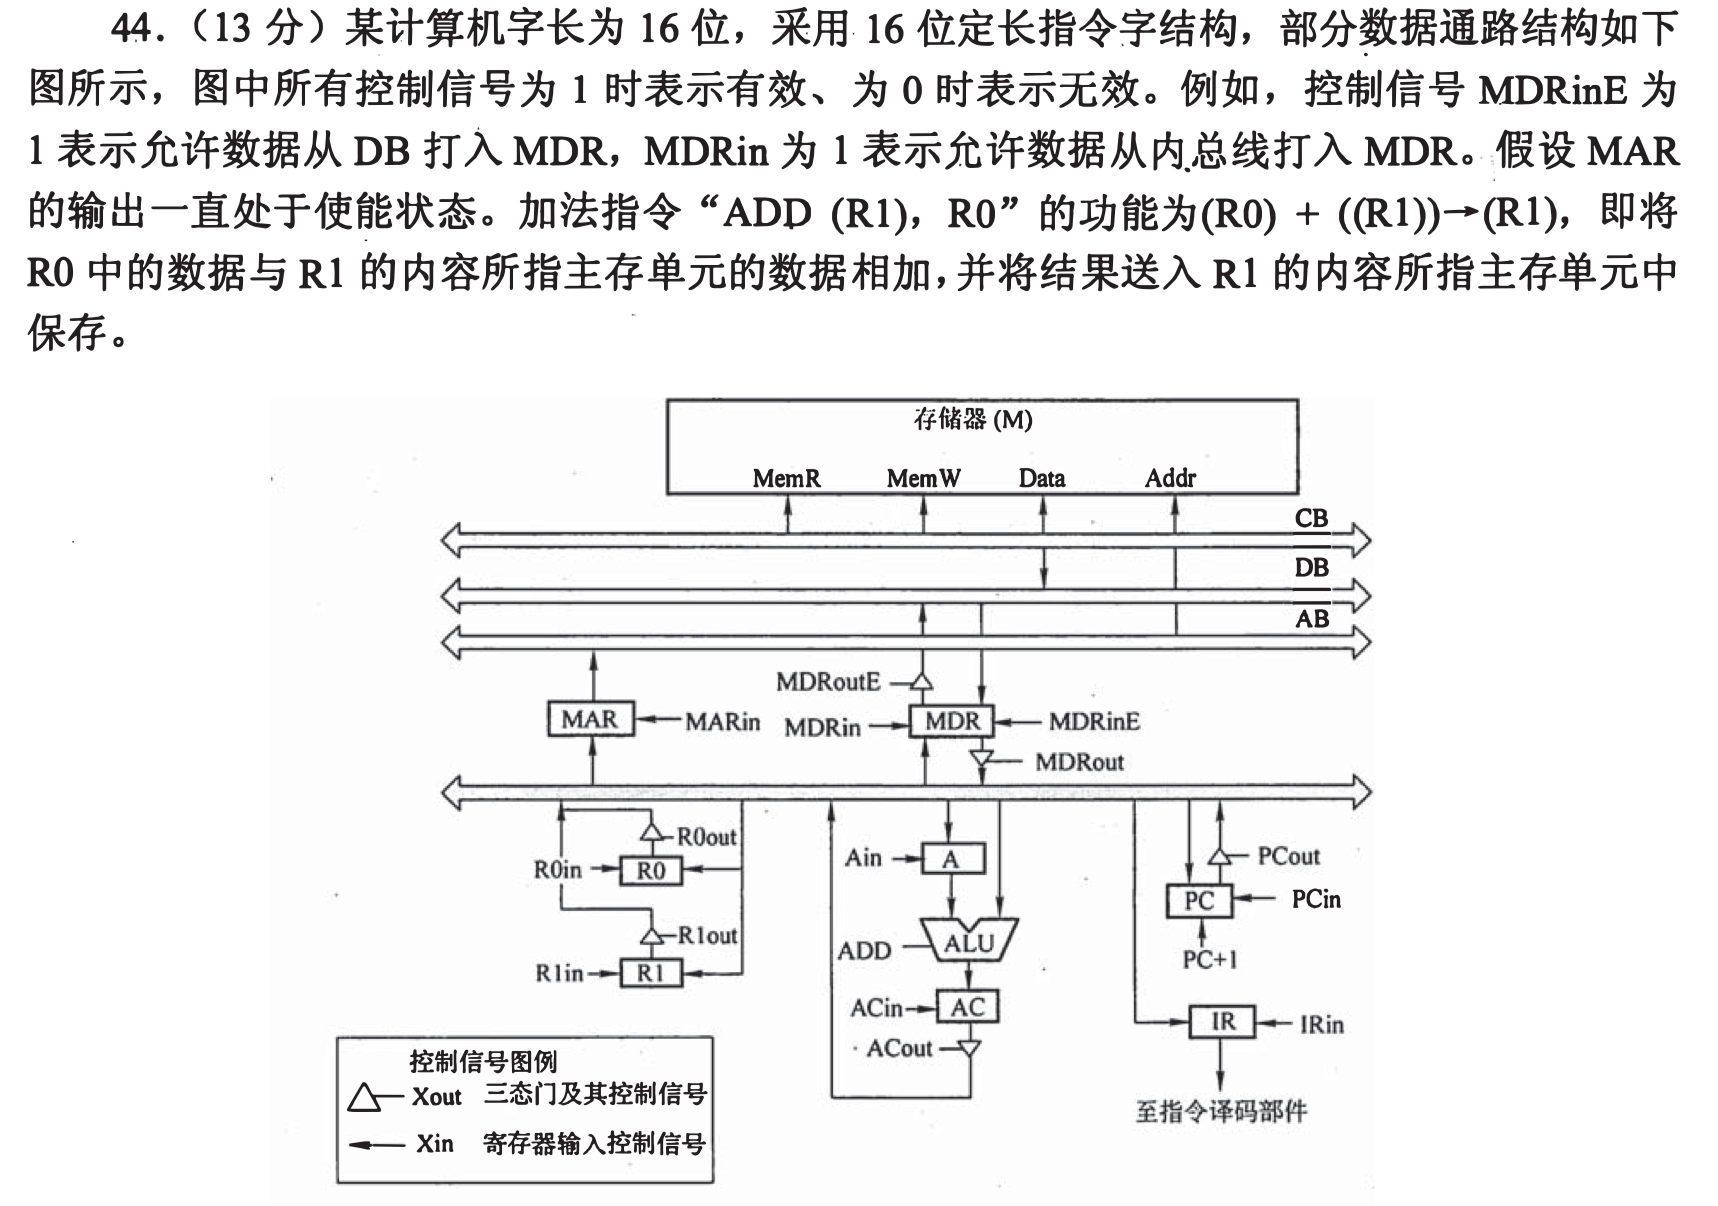 44.（13 分）某计算机字长为 16 位，采用 16 位定长指令字结构，部分数据通路结构如下
图所示，图中所有控制信号为 1 时表示有效、为 0 时表示无效。例如，控制信号 MDRinE 为
1 表示允许数据从 DB 打入 MDR，MDRin 为 1 表示允许数据从内总线打入 MDR。假设 MAR
的输出一直处于使能状态。加法指令“ADD (R1)，R0”的功能为(R0) + ((R1))→(R1)，即将
R0 中的数据与 R1 的内容所指主存单元的数据相加，并将结果送入 R1 的内容所指主存单元中
保存。
存储器 (M)
MemR MemW Data Addr
CB
DB
AB
MDRoutE
MAR MARin MDRin MDR MDRinE
MDRout
R0out
R0in R0
R1out
R1in R1
Ain A
ADD ALU
ACin AC
ACout
PCout
PC PCin
PC+1
IR IRin
至指令译码部件
控制信号图例
Xout 三态门及其控制信号
Xin 寄存器输入控制信号